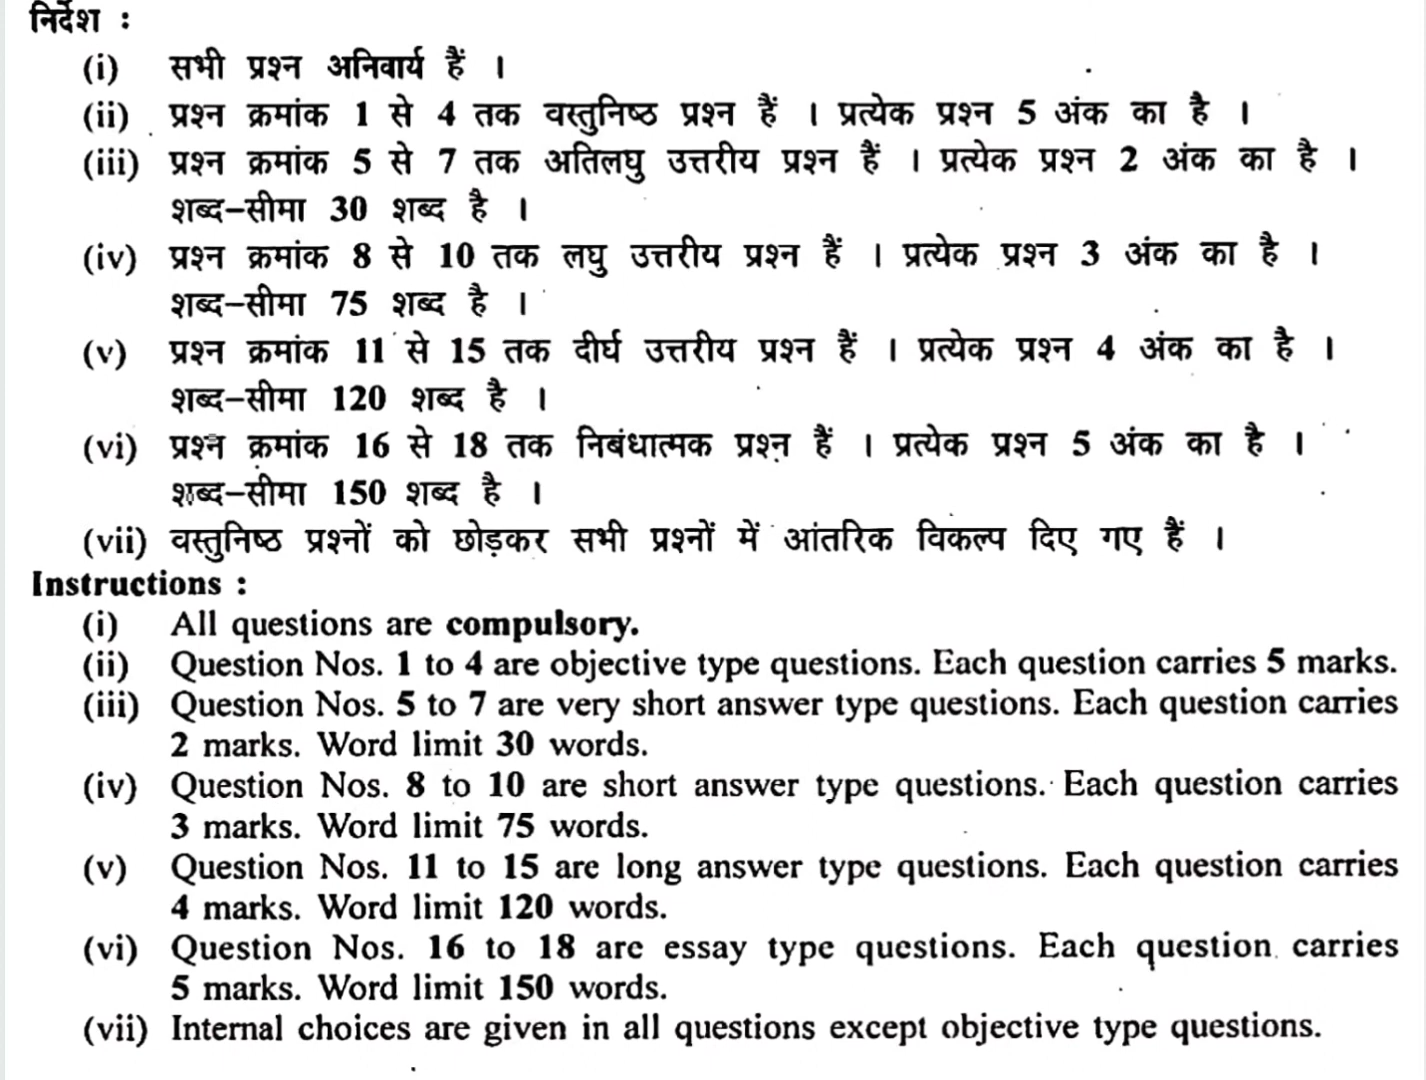 निर्देश :
(i) सभी प्रश्न अनिवार्य हैं ।
(ii) प्रश्न क्रमांक 1 से 4 तक वस्तुनिष्ठ प्रश्न हैं । प्रत्येक प्रश्न 5 अंक का है ।
(iii) प्रश्न क्रमांक 5 से 7 तक अतिलघु उत्तरीय प्रश्न हैं । प्रत्येक प्रश्न 2 अंक का है ।
शब्द-सीमा 30 शब्द है ।
(iv) प्रश्न क्रमांक 8 से 10 तक लघु उत्तरीय प्रश्न हैं । प्रत्येक प्रश्न 3 अंक का है ।
शब्द-सीमा 75 शब्द है ।
(v) प्रश्न क्रमांक 11 से 15 तक दीर्घ उत्तरीय प्रश्न हैं । प्रत्येक प्रश्न 4 अंक का है ।
शब्द-सीमा 120 शब्द है ।
(vi) प्रश्न क्रमांक 16 से 18 तक निबंधात्मक प्रश्न हैं । प्रत्येक प्रश्न 5 अंक का है ।
शब्द-सीमा 150 शब्द है ।
(vii) वस्तुनिष्ठ प्रश्नों को छोड़कर सभी प्रश्नों में आंतरिक विकल्प दिए गए हैं ।
Instructions :
(i) All questions are compulsory.
(ii) Question Nos. 1 to 4 are objective type questions. Each question carries 5 marks.
(iii) Question Nos. 5 to 7 are very short answer type questions. Each question carries
2 marks. Word limit 30 words.
(iv) Question Nos. 8 to 10 are short answer type questions. Each question carries
3 marks. Word limit 75 words.
(v) Question Nos. 11 to 15 are long answer type questions. Each question carries
4 marks. Word limit 120 words.
(vi) Question Nos. 16 to 18 are essay type questions. Each question carries
5 marks. Word limit 150 words.
(vii) Internal choices are given in all questions except objective type questions.